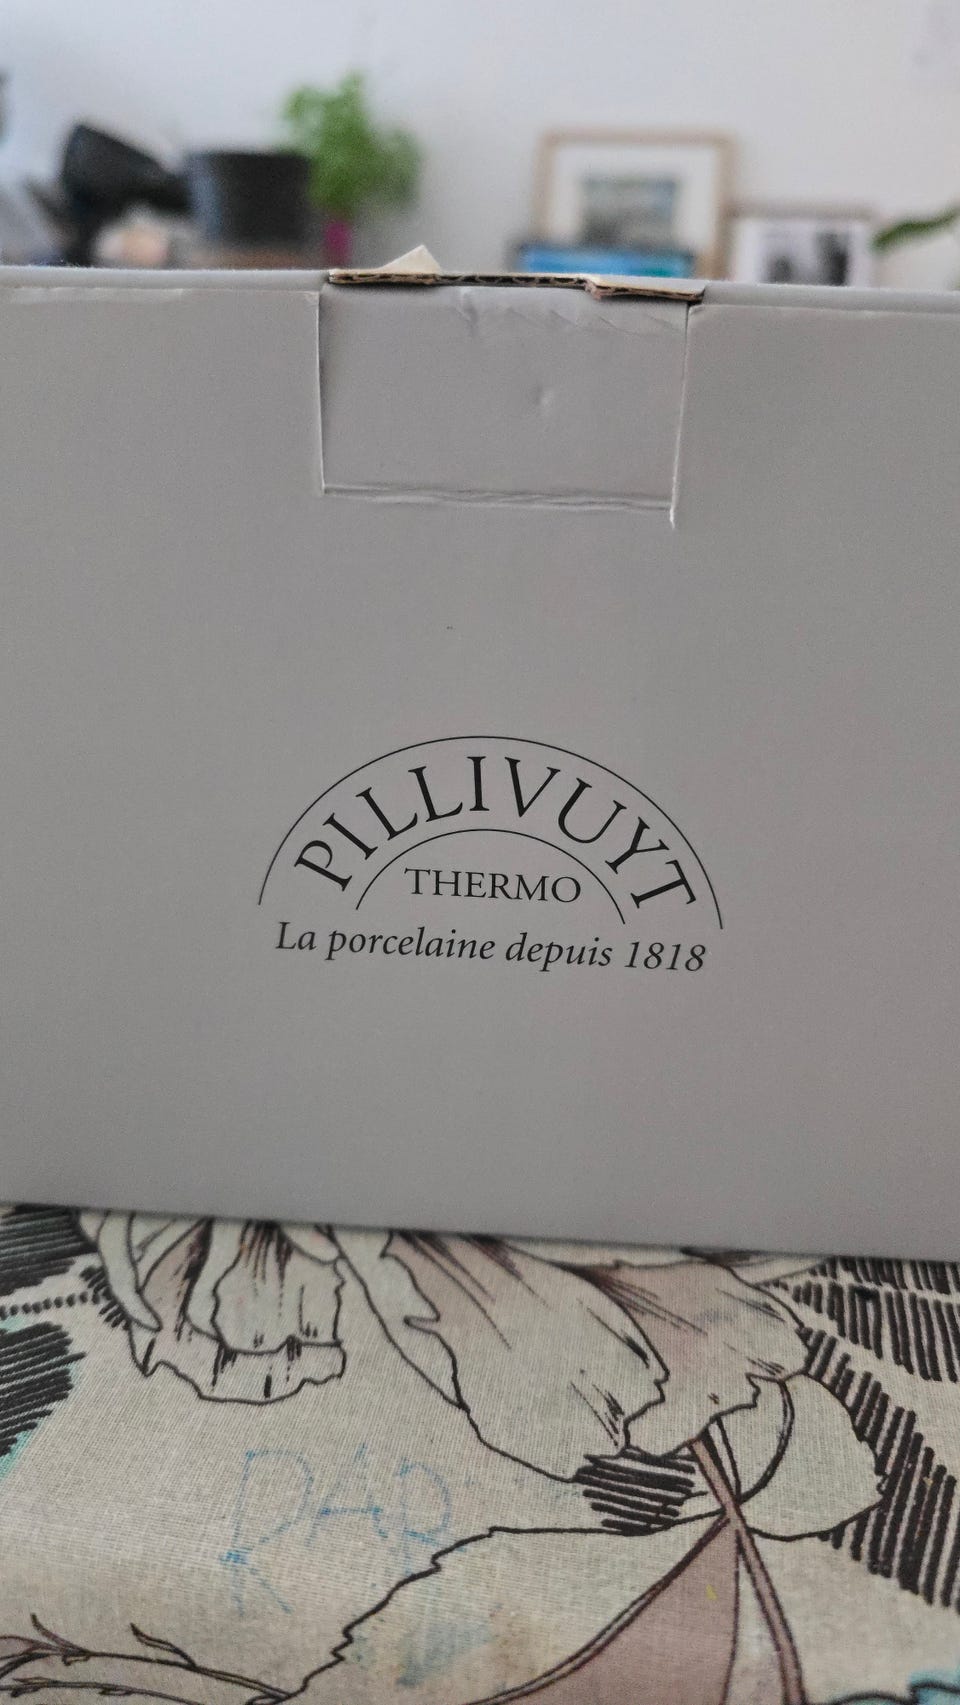 PILLIVUYT
THERMO
La porcelaine depuis 1818